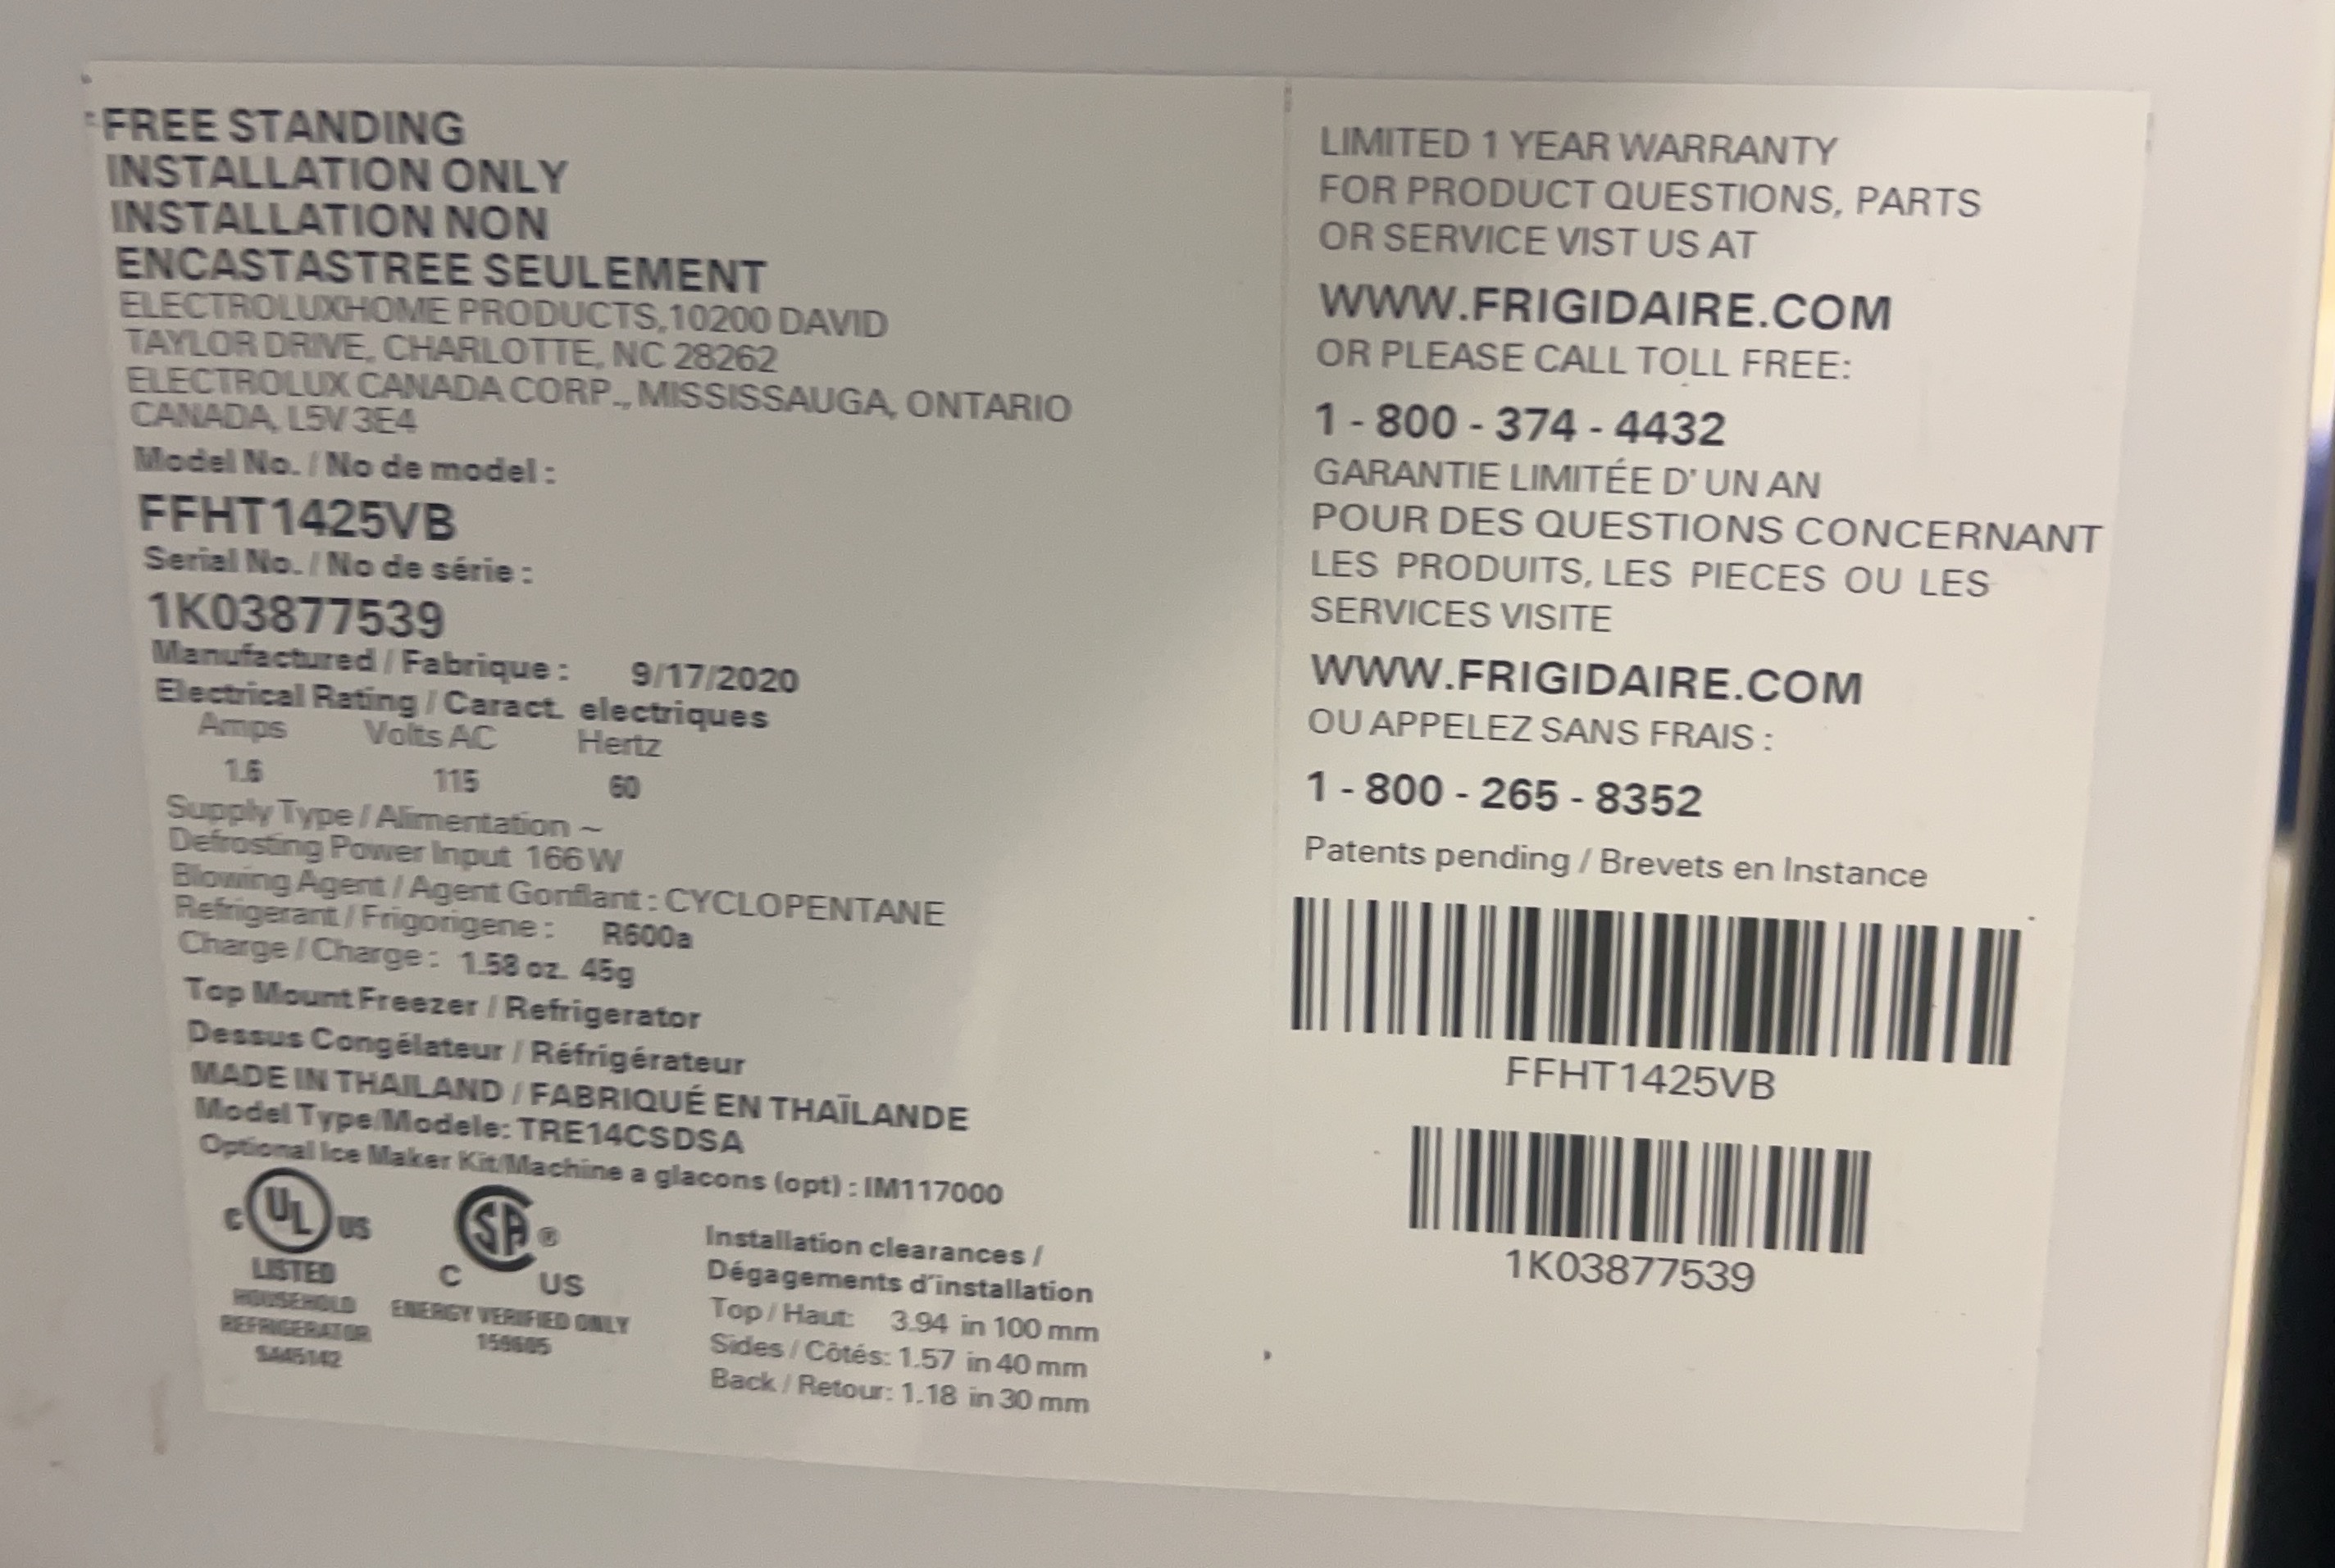 FREE STANDING
INSTALLATION ONLY
INSTALLATION NON
ENCASTASTREE SEULEMENT
ELECTROLUXHOME PRODUCTS,10200 DAVID
TAYLOR DRIVE, CHARLOTTE, NC 28262
ELECTROLUX CANADA CORP., MISSISSAUGA, ONTARIO
CANADA, L5V 3E4
Model No. / No de model :
FFHT1425VB
Serial No. / No de série :
1K03877539
Manufactured / Fabrique : 9/17/2020
Electrical Rating / Caract. electriques
Amps Volts AC Hertz
1.6 115 60
Supply Type / Alimentation ~
Defrosting Power Input 166 W
Blowing Agent / Agent Gonflant : CYCLOPENTANE
Refrigerant / Frigorigene : R600a
Charge / Charge : 1.58 oz. 45g
Top Mount Freezer / Refrigerator
Dessus Congélateur / Réfrigérateur
MADE IN THAILAND / FABRIQUÉ EN THAÏLANDE
Model Type/Modele: TRE14CSDSA
Optional Ice Maker Kit/Machine a glacons (opt) : IM117000
C UL US
LISTED
HOUSEHOLD
REFRIGERATOR
SA45142
SA ®
C US
ENERGY VERIFIED ONLY
Installation clearances /
Dégagements d'installation
Top / Haut: 3.94 in 100 mm
Sides / Côtés: 1.57 in 40 mm
Back / Retour: 1.18 in 30 mm
LIMITED 1 YEAR WARRANTY
FOR PRODUCT QUESTIONS, PARTS
OR SERVICE VIST US AT
WWW.FRIGIDAIRE.COM
OR PLEASE CALL TOLL FREE:
1 - 800 - 374 - 4432
GARANTIE LIMITÉE D' UN AN
POUR DES QUESTIONS CONCERNANT
LES PRODUITS, LES PIECES OU LES
SERVICES VISITE
WWW.FRIGIDAIRE.COM
OU APPELEZ SANS FRAIS :
1 - 800 - 265 - 8352
Patents pending / Brevets en Instance
FFHT1425VB
1K03877539